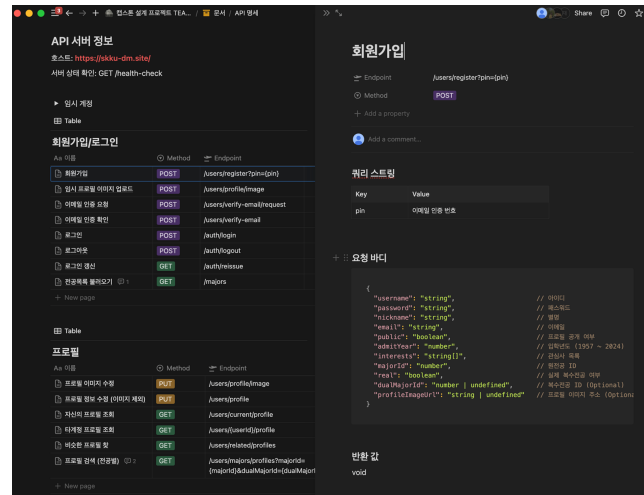 3
캡스톤 설계 프로젝트 TEA... / 문서 / API 명세
Share
API 서버 정보
호스트: https://skku-dm.site/
서버 상태 확인: GET /health-check
임시 계정
Table
회원가입/로그인
Aa 이름 Method Endpoint
회원가입 POST /users/register?pin={pin}
임시 프로필 이미지 업로드 POST /users/profile/image
이메일 인증 요청 POST /users/verify-email/request
이메일 인증 확인 POST /users/verify-email
로그인 POST /auth/login
로그아웃 POST /auth/logout
로그인 갱신 GET /auth/reissue
전공목록 불러오기 1 GET /majors
+ New page
Table
프로필
Aa 이름 Method Endpoint
프로필 이미지 수정 PUT /users/profile/image
프로필 정보 수정 (이미지 제외) PUT /users/profile
자신의 프로필 조회 GET /users/current/profile
타계정 프로필 조회 GET /users/{userId}/profile
비슷한 프로필 찾 GET /users/related/profiles
프로필 검색 (전공별) 2 GET /users/majors/profiles?majorId=
{majorId}&dualMajorId={dualMajorI
+ New page
회원가입
Endpoint /users/register?pin={pin}
Method POST
+ Add a property
Add a comment...
쿼리 스트링
Key Value
pin 이메일 인증 번호
요청 바디
{
"username": "string", // 아이디
"password": "string", // 패스워드
"nickname": "string", // 별명
"email": "string", // 이메일
"public": "boolean", // 프로필 공개 여부
"admitYear": "number", // 입학년도 (1957 ~ 2024)
"interests": "string[]", // 관심사 목록
"majorId": "number", // 원전공 ID
"real": "boolean", // 실제 복수전공 여부
"dualMajorId": "number | undefined", // 복수전공 ID (Optional)
"profileImageUrl": "string | undefined" // 프로필 이미지 주소 (Optiona
}
반환 값
void